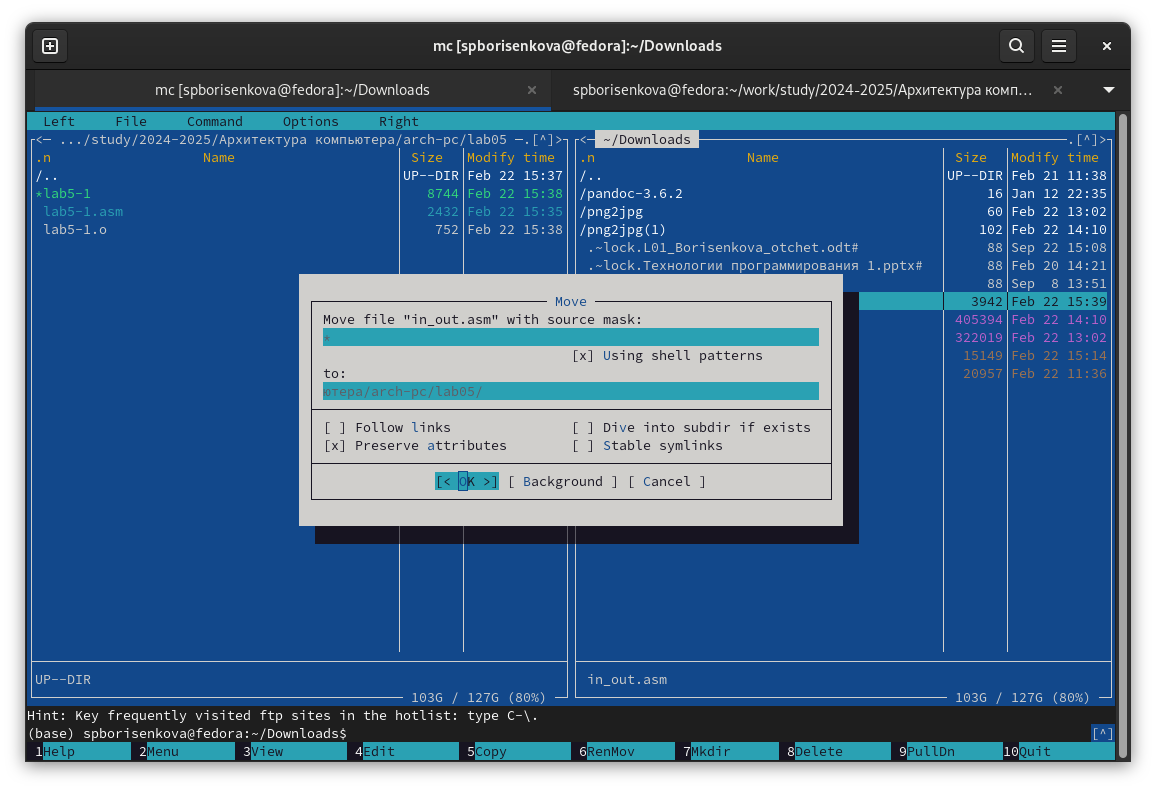 mc [spborisenkova@fedora]:~/Downloads
mc [spborisenkova@fedora]:~/Downloads × spborisenkova@fedora:~/work/study/2024-2025/Архитектура комп… ×
Left File Command Options Right
<─ .../study/2024-2025/Архитектура компьютера/arch-pc/lab05 ─.[^]>
.n Name Size Modify time
/.. UP--DIR Feb 22 15:37
*lab5-1 8744 Feb 22 15:38
lab5-1.asm 2432 Feb 22 15:35
lab5-1.o 752 Feb 22 15:38
UP--DIR
103G / 127G (80%)
<─ ~/Downloads .[^]>
.n Name Size Modify time
/.. UP--DIR Feb 21 11:38
/pandoc-3.6.2 16 Jan 12 22:35
/png2jpg 60 Feb 22 13:02
/png2jpg(1) 102 Feb 22 14:10
.~lock.L01_Borisenkova_otchet.odt# 88 Sep 22 15:08
.~lock.Технологии программирования 1.pptx# 88 Feb 20 14:21
88 Sep 8 13:51
3942 Feb 22 15:39
405394 Feb 22 14:10
322019 Feb 22 13:02
15149 Feb 22 15:14
20957 Feb 22 11:36
in_out.asm
103G / 127G (80%)
Move
Move file "in_out.asm" with source mask:
*
[x] Using shell patterns
to:
ютера/arch-pc/lab05/
[ ] Follow links [ ] Dive into subdir if exists
[x] Preserve attributes [ ] Stable symlinks
[< OK >] [ Background ] [ Cancel ]
Hint: Key frequently visited ftp sites in the hotlist: type C-\.
(base) spborisenkova@fedora:~/Downloads$ [^]
1Help 2Menu 3View 4Edit 5Copy 6RenMov 7Mkdir 8Delete 9PullDn 10Quit